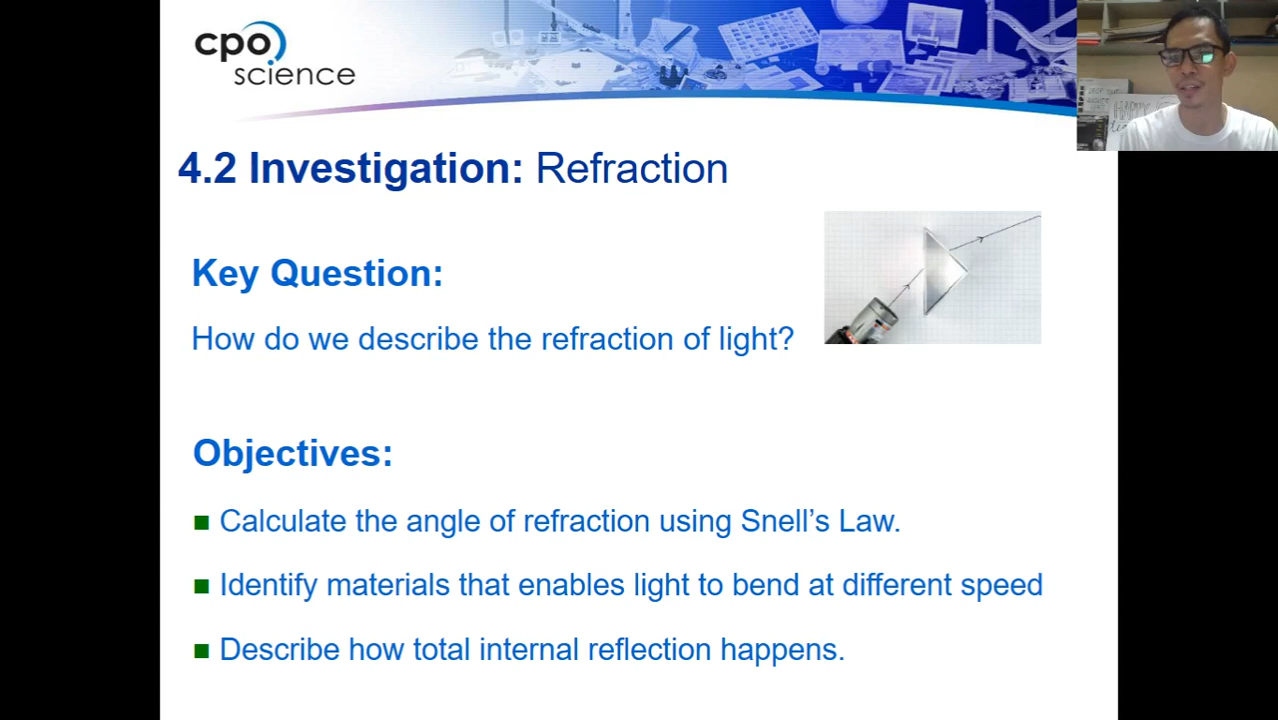 cpo
science
4.2 Investigation: Refraction
Key Question:
How do we describe the refraction of light?
Objectives:
Calculate the angle of refraction using Snell’s Law.
Identify materials that enables light to bend at different speed
Describe how total internal reflection happens.
HAPPY